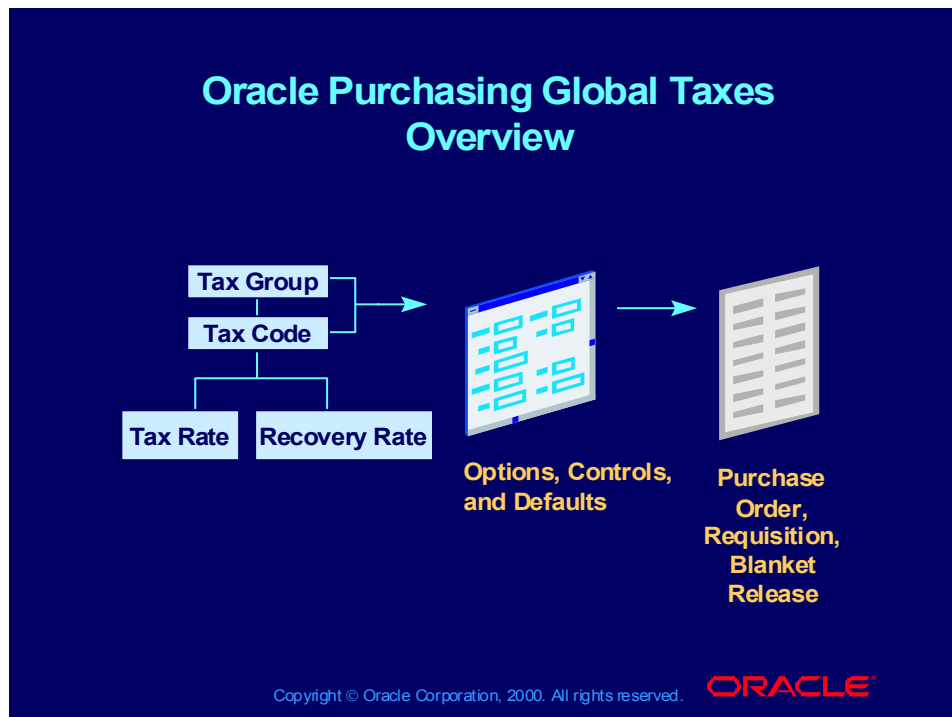 Oracle Purchasing Global Taxes
Overview
Tax Group
Tax Code
Tax Rate
Recovery Rate
Options, Controls,
and Defaults
Purchase
Order,
Requisition,
Blanket
Release
Copyright © Oracle Corporation, 2000. All rights reserved.
ORACLE®